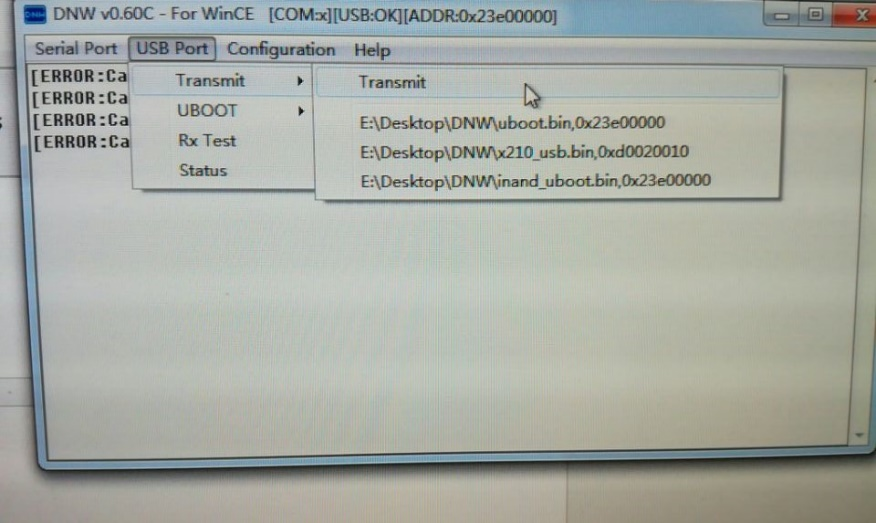 DNW v0.60C - For WinCE [COM:x][USB:OK][ADDR:0x23e00000]
Serial Port USB Port Configuration Help
[ERROR:Ca
[ERROR:Ca
[ERROR:Ca
[ERROR:Ca
Transmit
UBOOT
Rx Test
Status
Transmit
E:\Desktop\DNW\uboot.bin,0x23e00000
E:\Desktop\DNW\x210_usb.bin,0xd0020010
E:\Desktop\DNW\inand_uboot.bin,0x23e00000